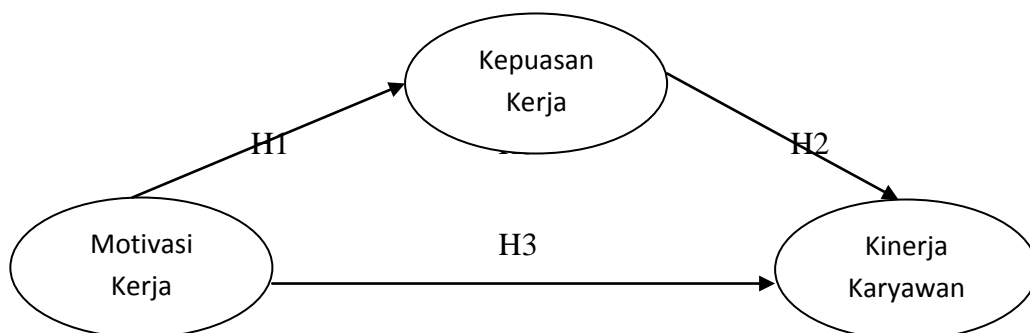 Kepuasan
Kerja
H1
H2
Motivasi
Kerja
H3
Kinerja
Karyawan